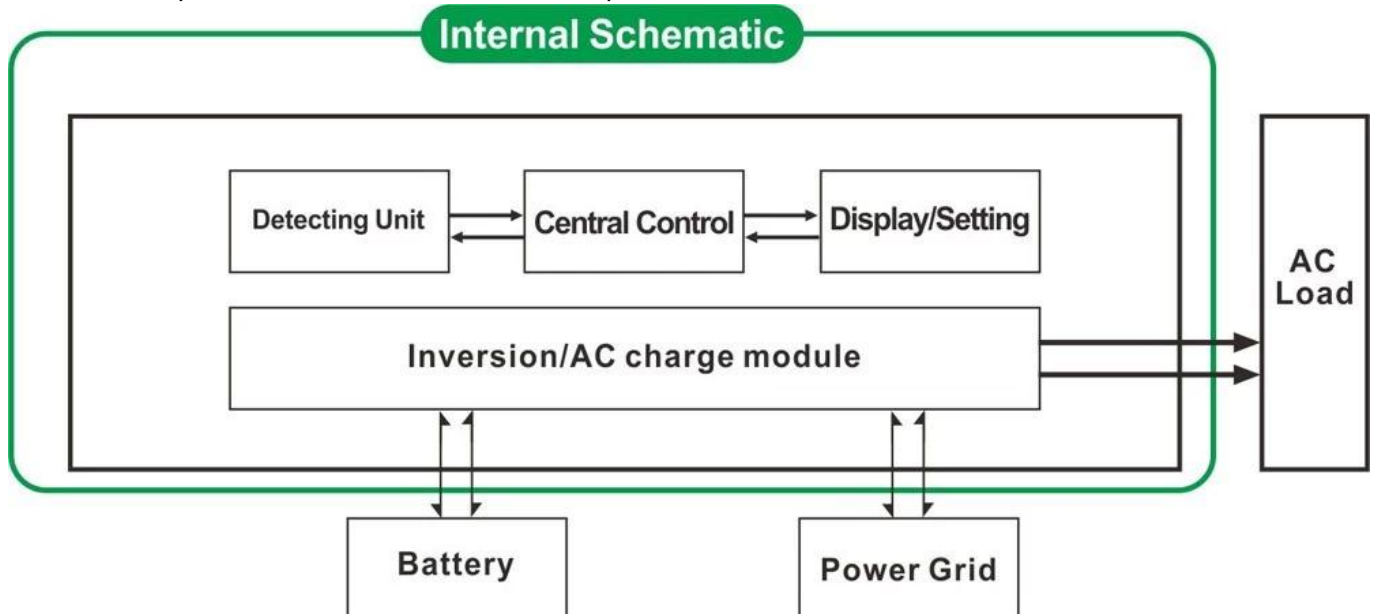 Internal Schematic
Detecting Unit
Central Control
Display/Setting
AC
Load
Inversion/AC charge module
Battery
Power Grid